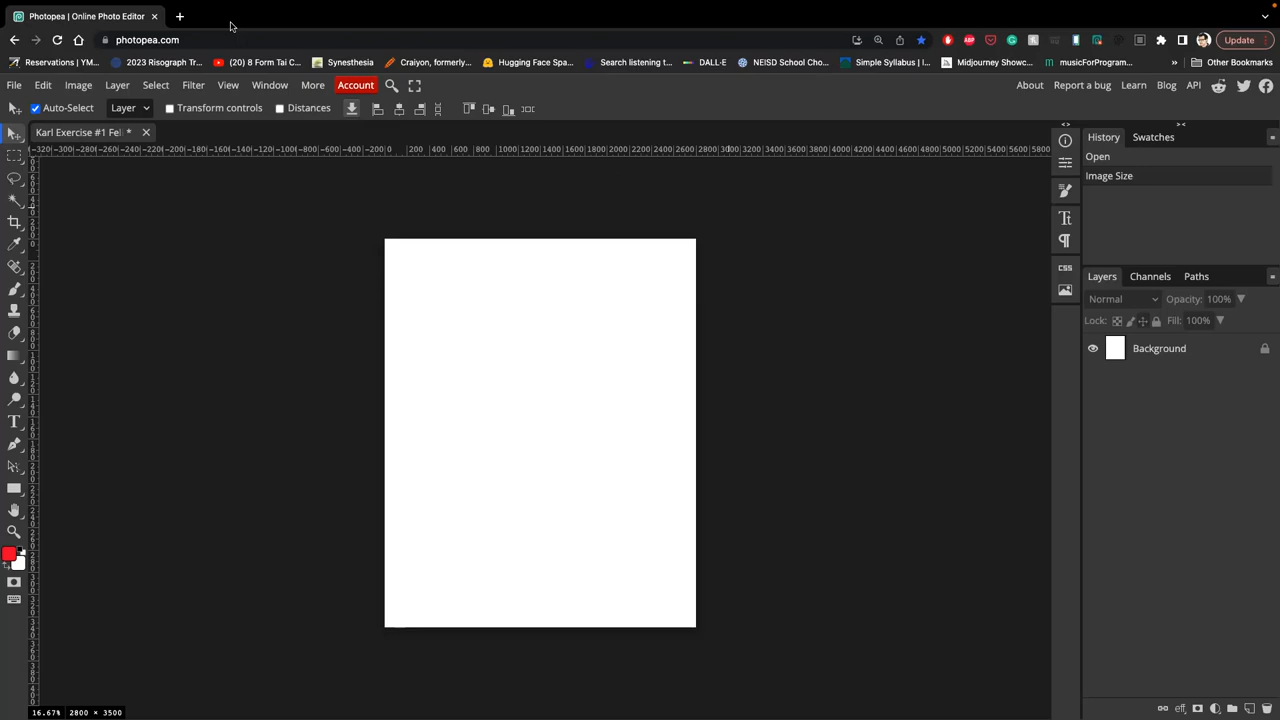 Photopea | Online Photo Editor
photopea.com
Update
Reservations | YM... 2023 Risograph Tr... (20) 8 Form Tai C... Synesthesia Craiyon, formerly... Hugging Face Spa... Search listening t... DALL·E NEISD School Cho... Simple Syllabus | I... Midjourney Showc... musicForProgram... » Other Bookmarks
File Edit Image Layer Select Filter View Window More Account About Report a bug Learn Blog API
Auto-Select Layer Transform controls Distances
Karl Exercise #1 Feli *
History Swatches
Open
Image Size
Layers Channels Paths
Normal Opacity: 100%
Lock: Fill: 100%
Background
CSS
eff
16.67% 2800 × 3500